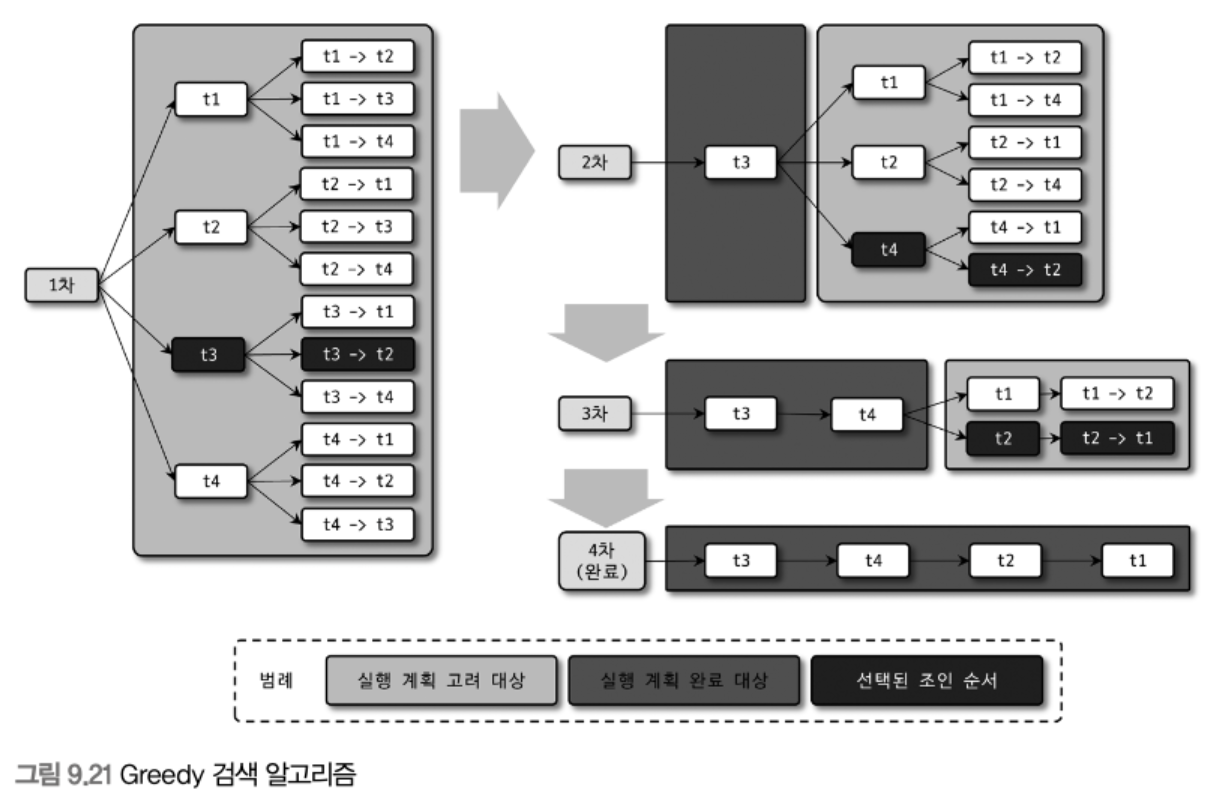 1차
t1
t1 -> t2
t1 -> t3
t1 -> t4
t2
t2 -> t1
t2 -> t3
t2 -> t4
t3
t3 -> t1
t3 -> t2
t3 -> t4
t4
t4 -> t1
t4 -> t2
t4 -> t3
2차
t3
t1
t1 -> t2
t1 -> t4
t2
t2 -> t1
t2 -> t4
t4
t4 -> t1
t4 -> t2
3차
t3
t4
t1
t1 -> t2
t2
t2 -> t1
4차
(완료)
t3
t4
t2
t1
범례
실행 계획 고려 대상
실행 계획 완료 대상
선택된 조인 순서
그림 9.21 Greedy 검색 알고리즘